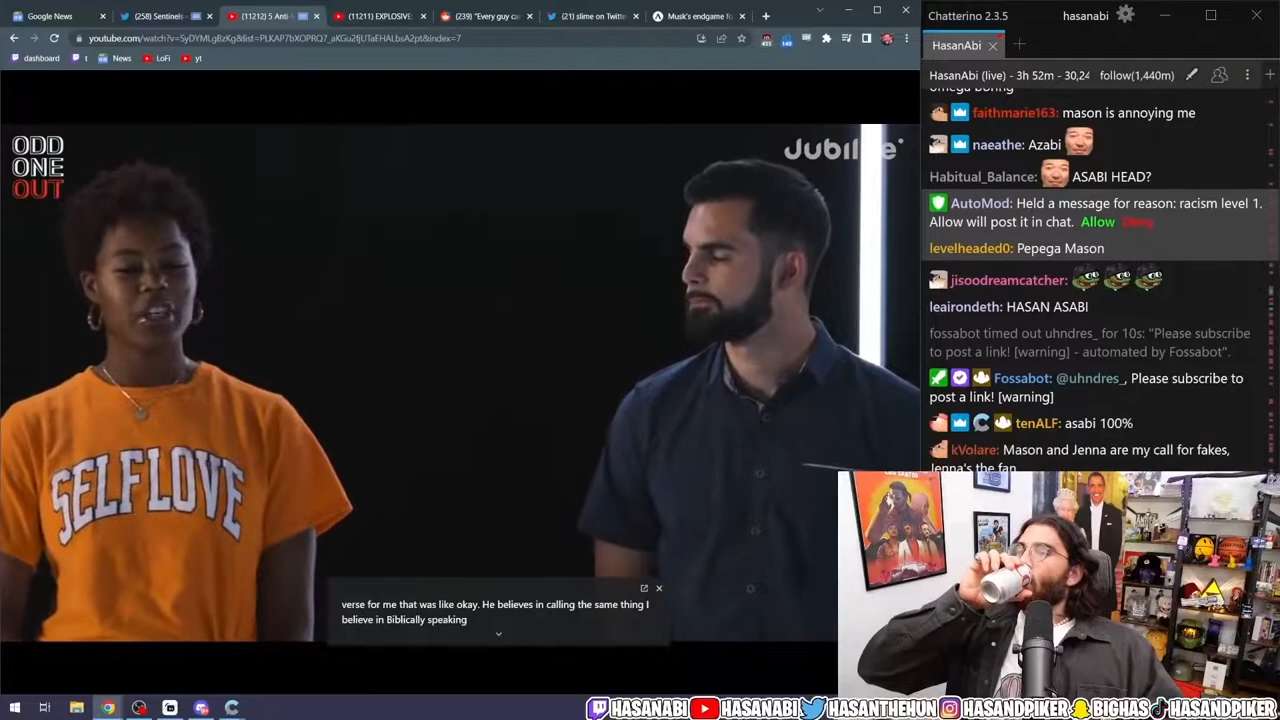 Google News
(258) Sentinels
(11212) 5 Anti-
(11211) EXPLOSIVE
(239) "Every guy ca
(21) slime on Twitte
Musk's endgame fo
youtube.com/watch?v=SyDYMLgBzKg&list=PLKAP7bXOPRQ7_aKGu2fjUTaEHALbsA2pt&index=7
dashboard
t
News
LoFi
yt
ODD
ONE
OUT
Jubilee
SELFLOVE
verse for me that was like okay. He believes in calling the same thing I
believe in Biblically speaking
Chatterino 2.3.5
hasanabi
HasanAbi
HasanAbi (live) - 3h 52m - 30,24
follow(1,440m)
omega boring
faithmarie163: mason is annoying me
naeathe: Azabi
Habitual_Balance: ASABI HEAD?
AutoMod: Held a message for reason: racism level 1.
Allow will post it in chat. Allow Deny
levelheaded0: Pepega Mason
jisoodreamcatcher:
leairondeth: HASAN ASABI
fossabot timed out uhndres_ for 10s: "Please subscribe
to post a link! [warning] - automated by Fossabot".
Fossabot: @uhndres_, Please subscribe to
post a link! [warning]
tenALF: asabi 100%
kVolare: Mason and Jenna are my call for fakes,
Jenna's the fan
HASANABI
HASANABI
HASANTHEHUN
HASANDPIKER
BIGHAS
HASANDPIKER